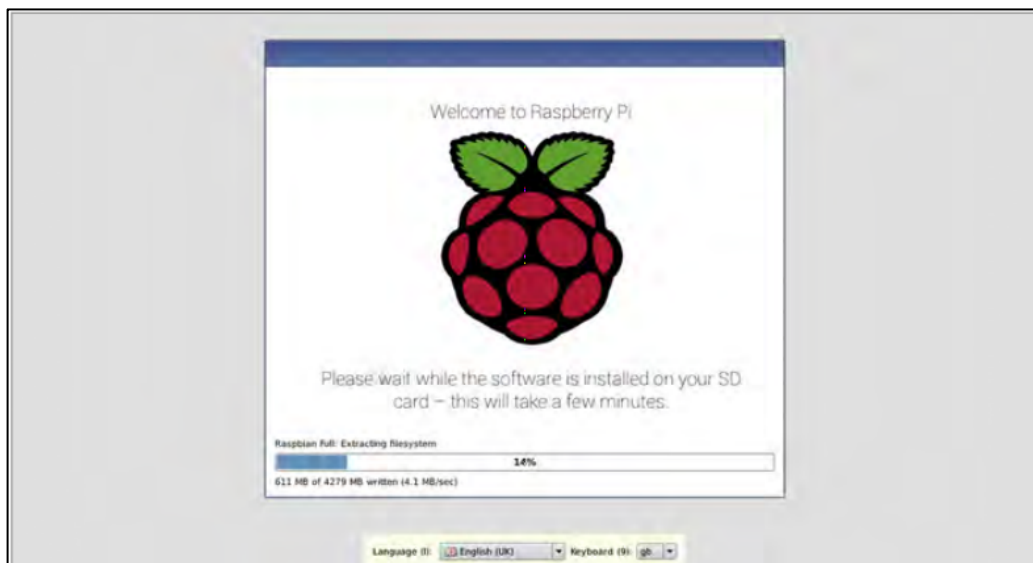 Welcome to Raspberry Pi
Please wait while the software is installed on your SD
card – this will take a few minutes.
Raspbian Full: Extracting filesystem
14%
611 MB of 4279 MB written (4.1 MB/sec)
Language (l): English (UK) Keyboard (9): gb